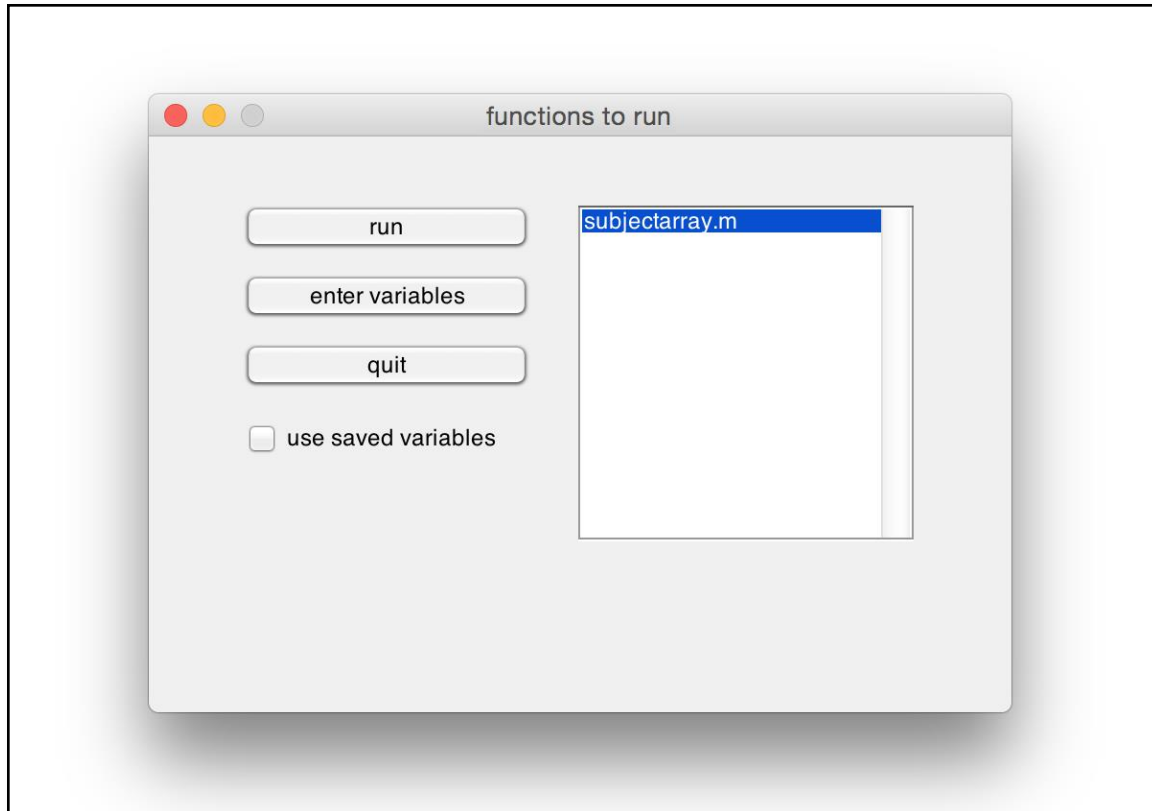 functions to run
run
enter variables
quit
use saved variables
subjectarray.m